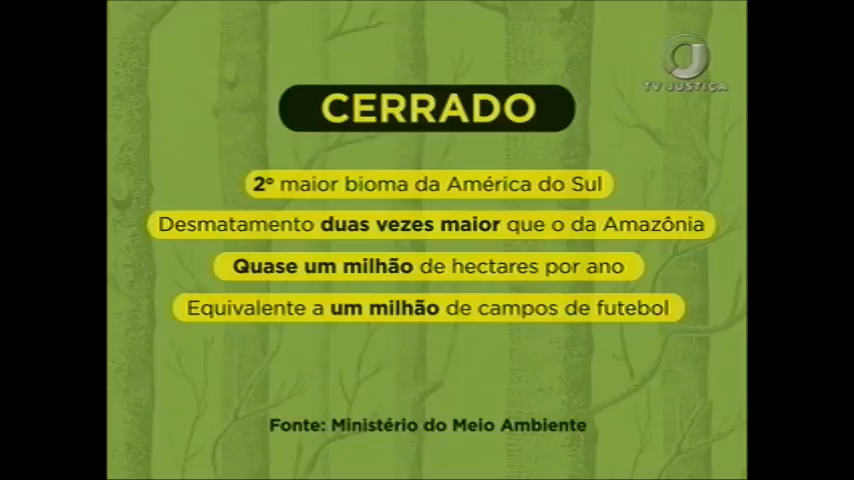 TV JUSTIÇA
CERRADO
2º maior bioma da América do Sul
Desmatamento duas vezes maior que o da Amazônia
Quase um milhão de hectares por ano
Equivalente a um milhão de campos de futebol
Fonte: Ministério do Meio Ambiente